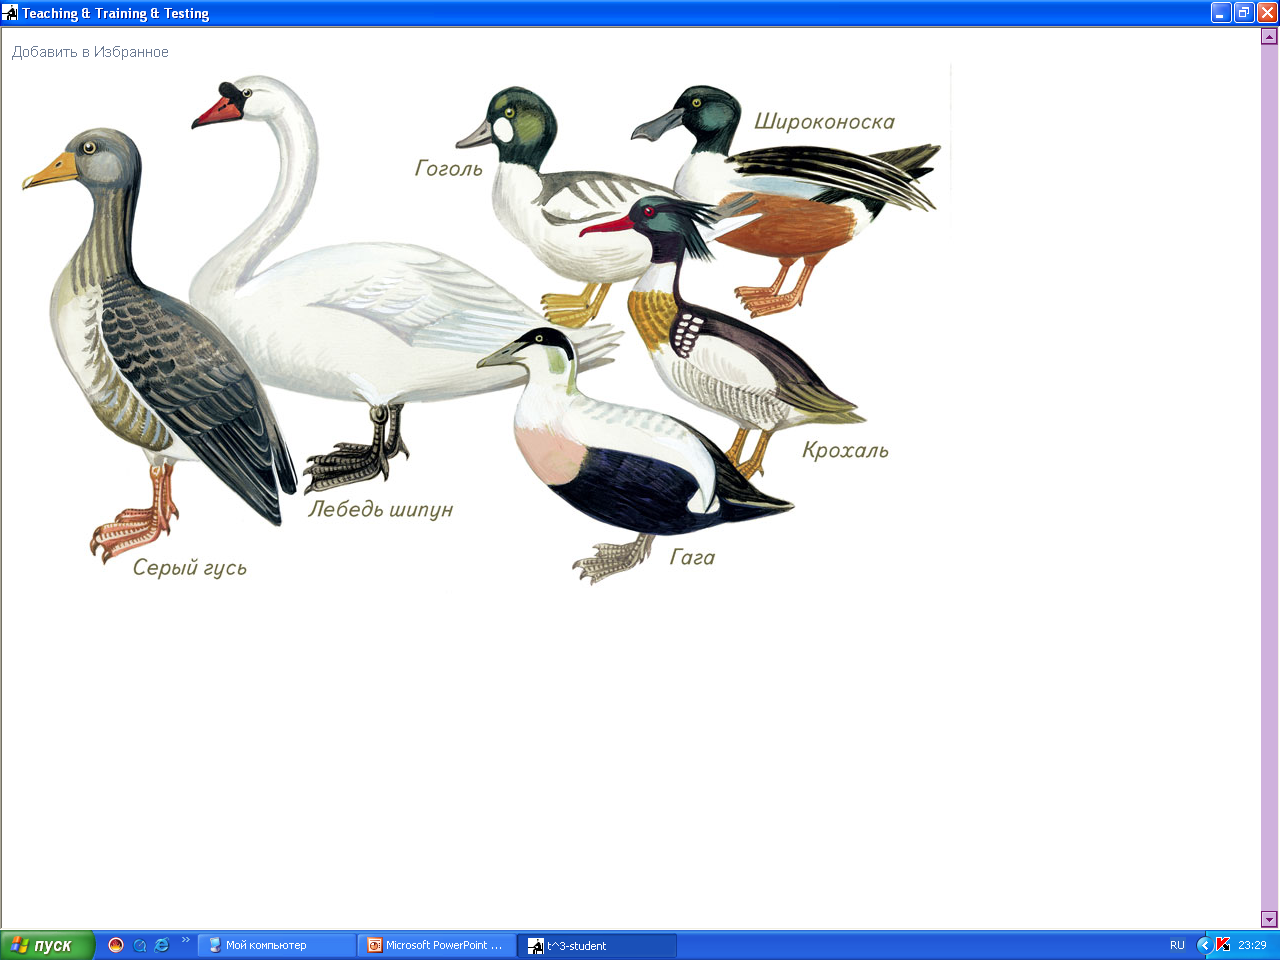 Teaching & Training & Testing
Добавить в Избранное
Широконоска
Гоголь
Крохаль
Лебедь шипун
Гага
Серый гусь
пуск
Мой компьютер
Microsoft PowerPoint ...
t^3-student
RU
23:29